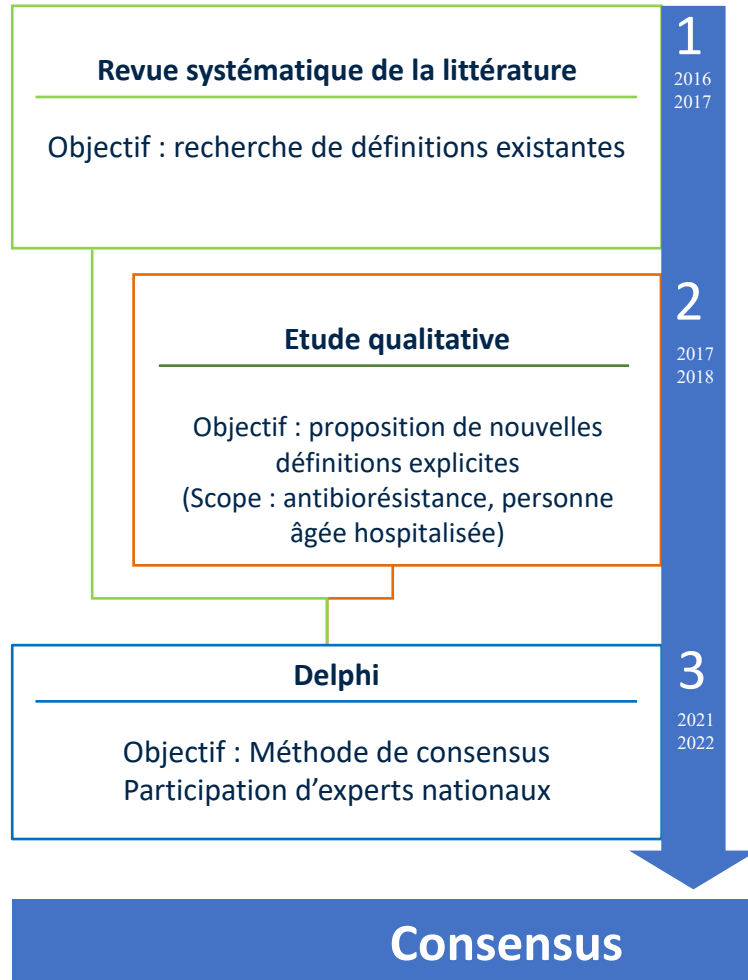 Revue systématique de la littérature
Objectif : recherche de définitions existantes
1
2016
2017
Etude qualitative
Objectif : proposition de nouvelles
définitions explicites
(Scope : antibiorésistance, personne
âgée hospitalisée)
2
2017
2018
Delphi
Objectif : Méthode de consensus
Participation d’experts nationaux
3
2021
2022
Consensus